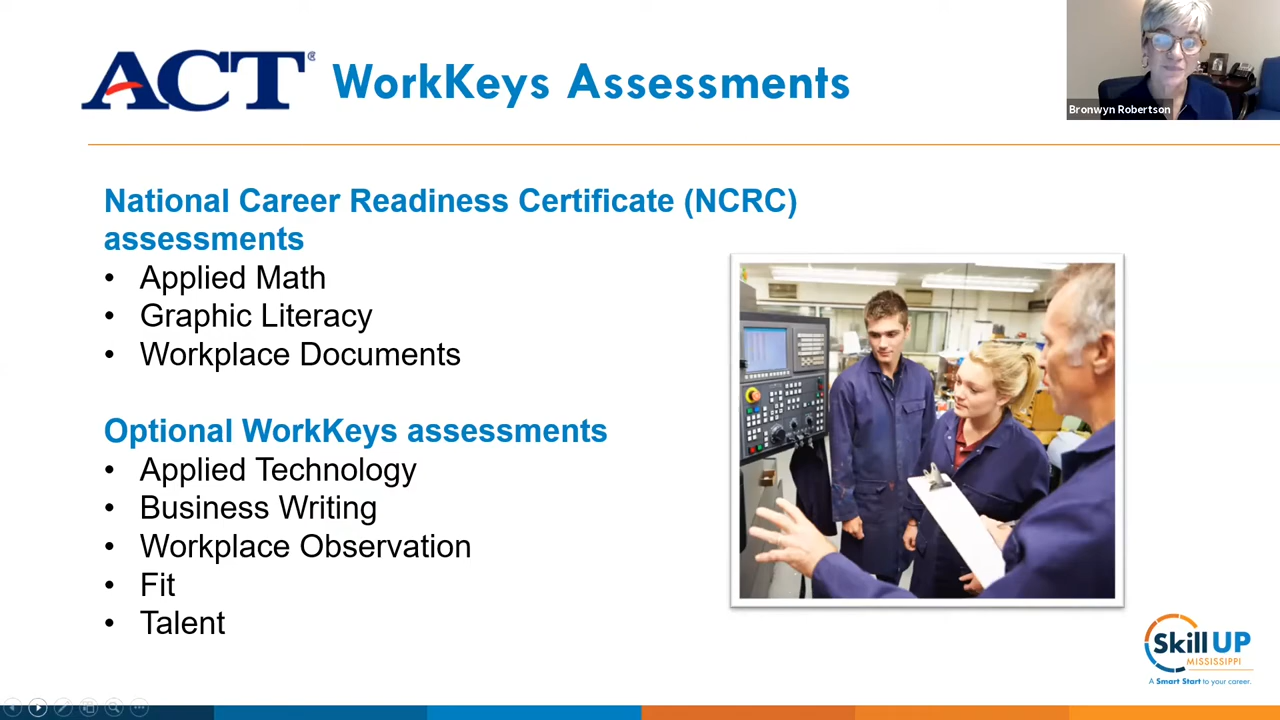 ACT® WorkKeys Assessments
Bronwyn Robertson
National Career Readiness Certificate (NCRC)
assessments
• Applied Math
• Graphic Literacy
• Workplace Documents
Optional WorkKeys assessments
• Applied Technology
• Business Writing
• Workplace Observation
• Fit
• Talent
Skill UP
MISSISSIPPI
A Smart Start to your career.